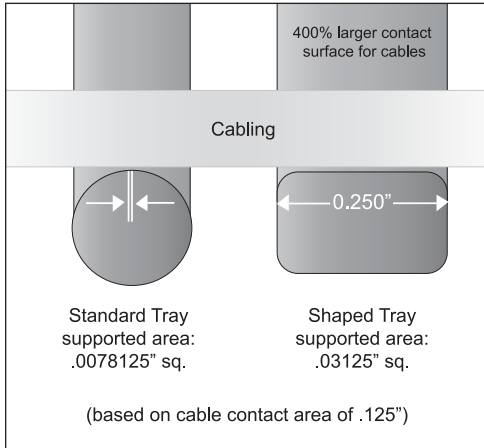 400% larger contact
surface for cables
Cabling
0.250”
Standard Tray
supported area:
.0078125” sq.
Shaped Tray
supported area:
.03125” sq.
(based on cable contact area of .125”)